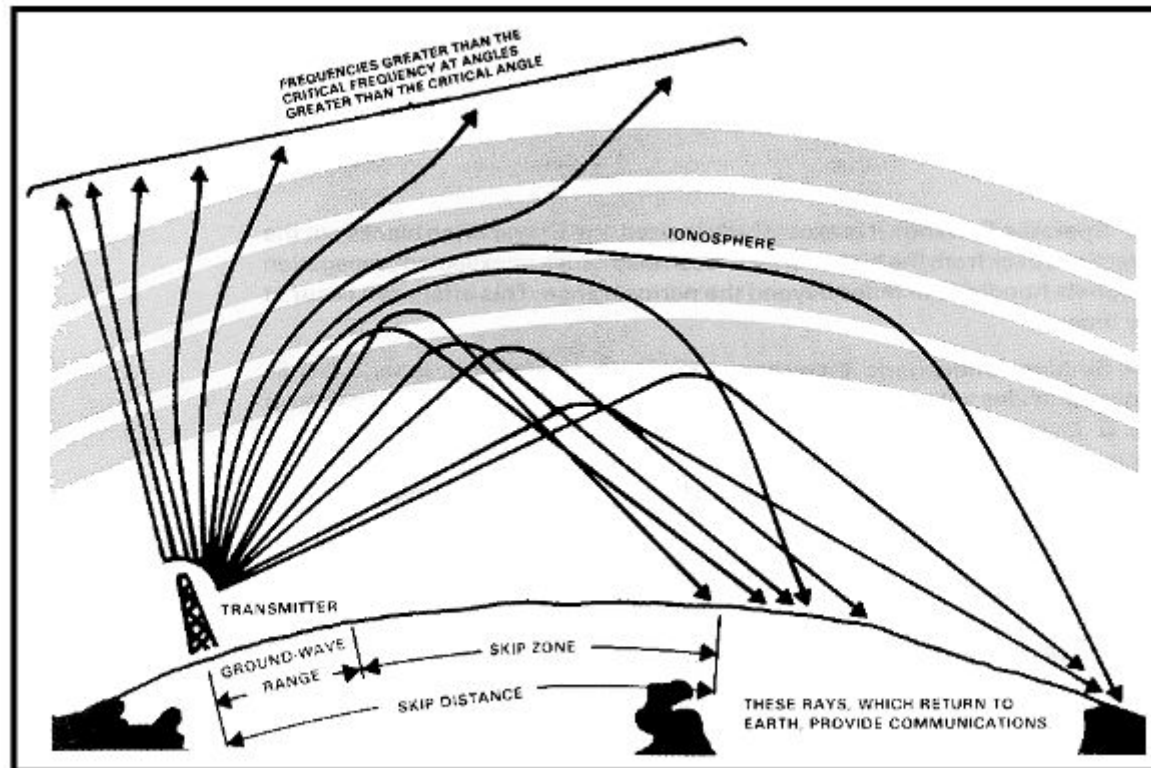 FREQUENCIES GREATER THAN THE
CRITICAL FREQUENCY AT ANGLES
GREATER THAN THE CRITICAL ANGLE
IONOSPHERE
TRANSMITTER
GROUND-WAVE
RANGE
SKIP ZONE
SKIP DISTANCE
THESE RAYS, WHICH RETURN TO
EARTH, PROVIDE COMMUNICATIONS